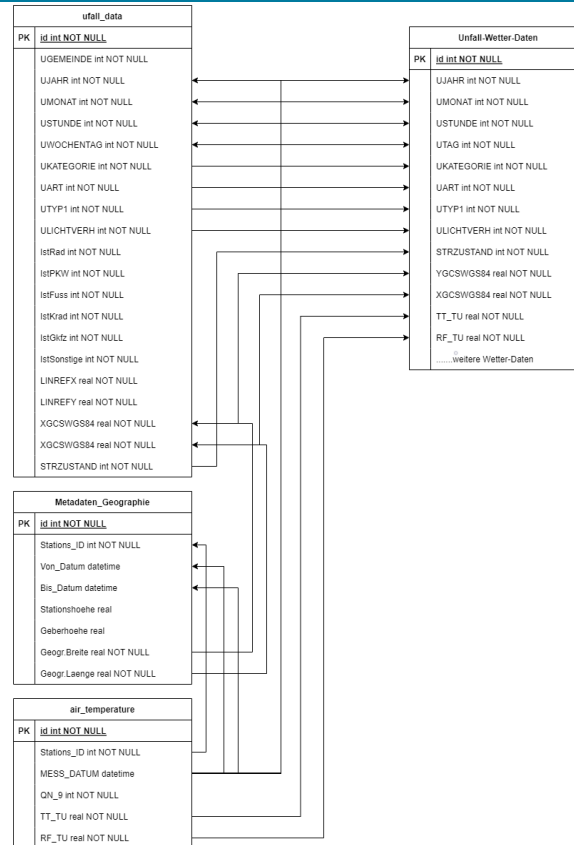 ufall_data
PK id int NOT NULL
UGEMEINDE int NOT NULL
UJAHR int NOT NULL
UMONAT int NOT NULL
USTUNDE int NOT NULL
UWOCHENTAG int NOT NULL
UKATEGORIE int NOT NULL
UART int NOT NULL
UTYP1 int NOT NULL
ULICHTVERH int NOT NULL
IstRad int NOT NULL
IstPKW int NOT NULL
IstFuss int NOT NULL
IstKrad int NOT NULL
IstGkfz int NOT NULL
IstSonstige int NOT NULL
LINREFX real NOT NULL
LINREFY real NOT NULL
XGCSWGS84 real NOT NULL
XGCSWGS84 real NOT NULL
STRZUSTAND int NOT NULL
Metadaten_Geographie
PK id int NOT NULL
Stations_ID int NOT NULL
Von_Datum datetime
Bis_Datum datetime
Stationshoehe real
Geberhoehe real
Geogr.Breite real NOT NULL
Geogr.Laenge real NOT NULL
air_temperature
PK id int NOT NULL
Stations_ID int NOT NULL
MESS_DATUM datetime
QN_9 int NOT NULL
TT_TU real NOT NULL
RF_TU real NOT NULL
Unfall-Wetter-Daten
PK id int NOT NULL
UJAHR int NOT NULL
UMONAT int NOT NULL
USTUNDE int NOT NULL
UTAG int NOT NULL
UKATEGORIE int NOT NULL
UART int NOT NULL
UTYP1 int NOT NULL
ULICHTVERH int NOT NULL
STRZUSTAND int NOT NULL
YGCSWGS84 real NOT NULL
XGCSWGS84 real NOT NULL
TT_TU real NOT NULL
RF_TU real NOT NULL
.......weitere Wetter-Daten